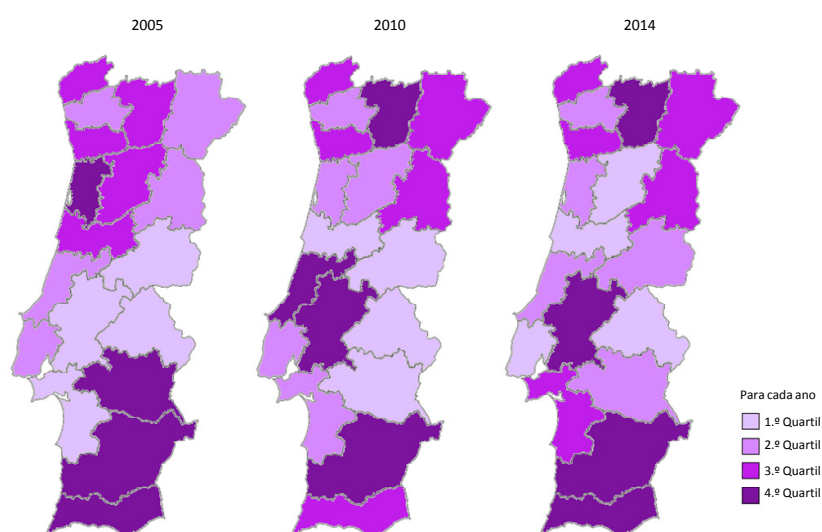 2005 2010 2014
Para cada ano
1.º Quartil
2.º Quartil
3.º Quartil
4.º Quartil